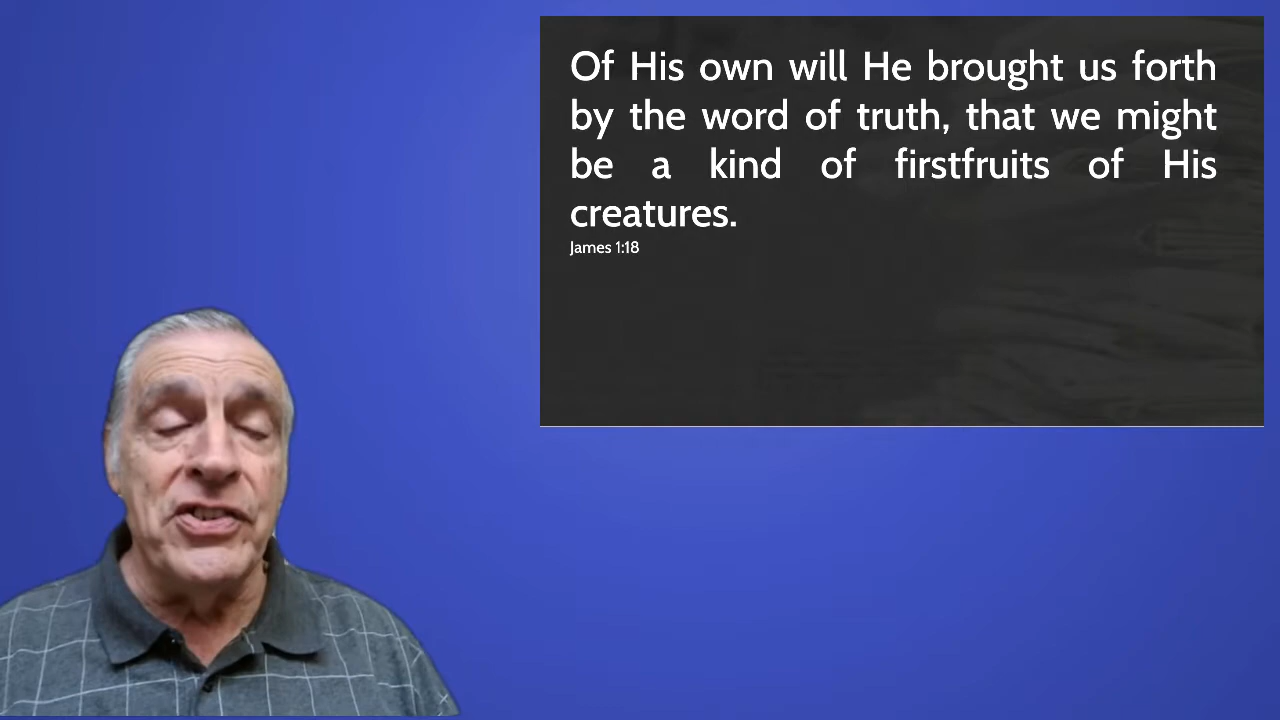 Of His own will He brought us forth
by the word of truth, that we might
be a kind of firstfruits of His
creatures.
James 1:18